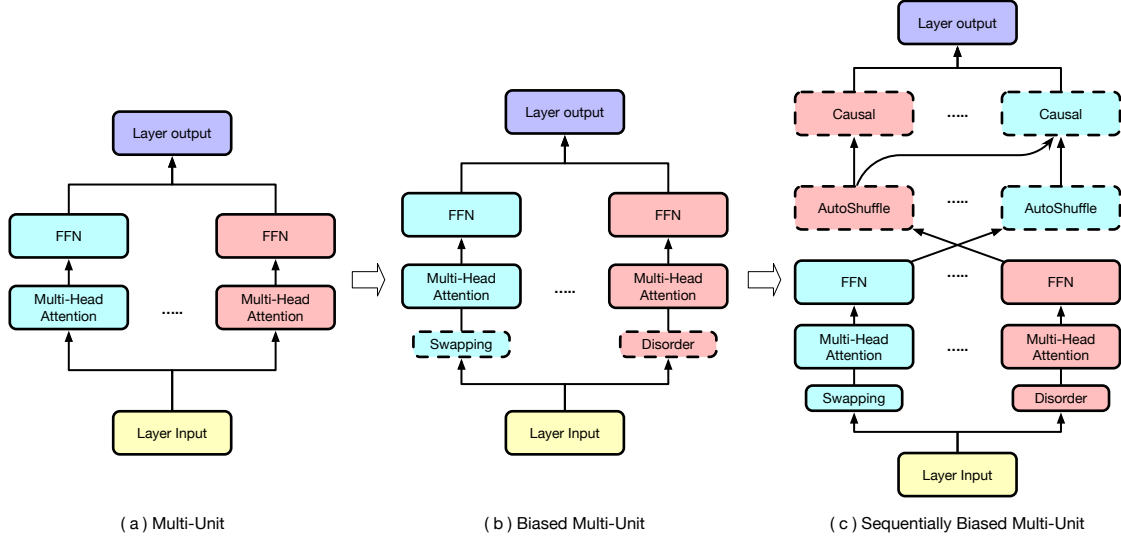 Layer output
FFN
FFN
Multi-Head
Attention
.....
Multi-Head
Attention
Layer Input
( a ) Multi-Unit
Layer output
FFN
FFN
Multi-Head
Attention
.....
Multi-Head
Attention
Swapping
Disorder
Layer Input
( b ) Biased Multi-Unit
Layer output
Causal
.....
Causal
AutoShuffle
.....
AutoShuffle
FFN
.....
FFN
Multi-Head
Attention
.....
Multi-Head
Attention
Swapping
Disorder
Layer Input
( c ) Sequentially Biased Multi-Unit